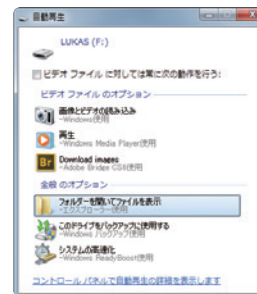 自動再生
LUKAS (F:)
ビデオ ファイル に対しては常に次の動作を行う:
ビデオ ファイル のオプション
画像とビデオの読み込み
-Windows使用
再生
-Windows Media Player使用
Br
Download images
-Adobe Bridge CS3使用
全般 のオプション
フォルダーを開いてファイルを表示
-エクスプローラー使用
このドライブをバックアップに使用する
-Windows バックアップ使用
システムの高速化
-Windows ReadyBoost使用
コントロール パネルで自動再生の詳細を表示します